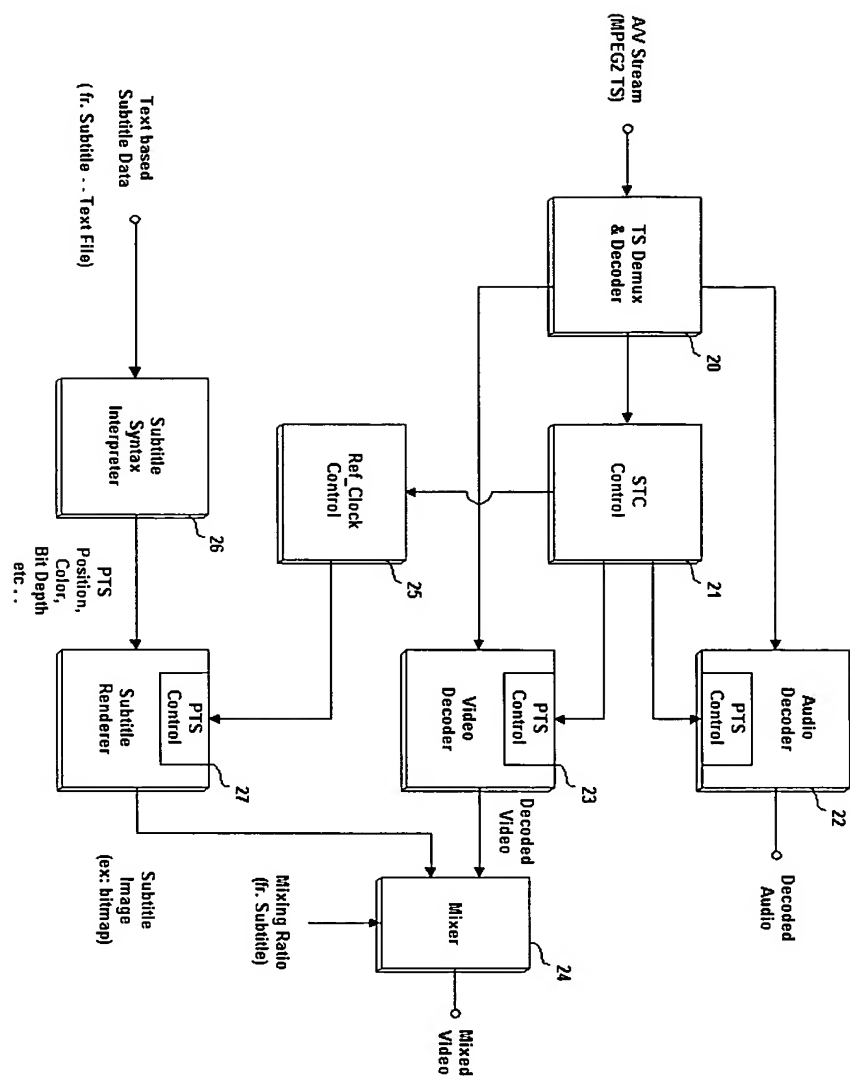 A/V Stream
(MPEG2 TS)
TS Demux
& Decoder
20
STC
Control
21
Audio
Decoder
PTS
Control
22
Decoded
Audio
Ref_Clock
Control
25
PTS
Control
Video
Decoder
23
Decoded
Video
Mixer
24
Mixed
Video
Mixing Ratio
(fr. Subtitle)
Text based
Subtitle Data
( fr. Subtitle - - Text File)
Subtitle
Syntax
Interpreter
26
PTS
Position,
Color,
Bit Depth
etc . .
PTS
Control
Subtitle
Renderer
27
Subtitle
Image
(ex: bitmap)